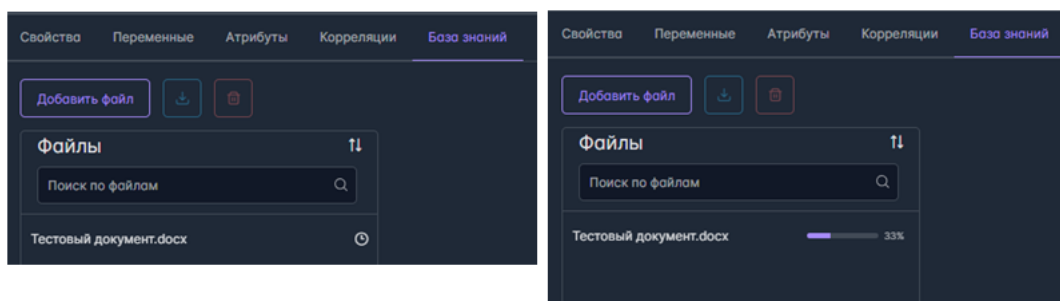 Свойства Переменные Атрибуты Корреляции База знаний
Добавить файл
Файлы
Поиск по файлам
Тестовый документ.docx
Свойства Переменные Атрибуты Корреляции База знаний
Добавить файл
Файлы
Поиск по файлам
Тестовый документ.docx 33%